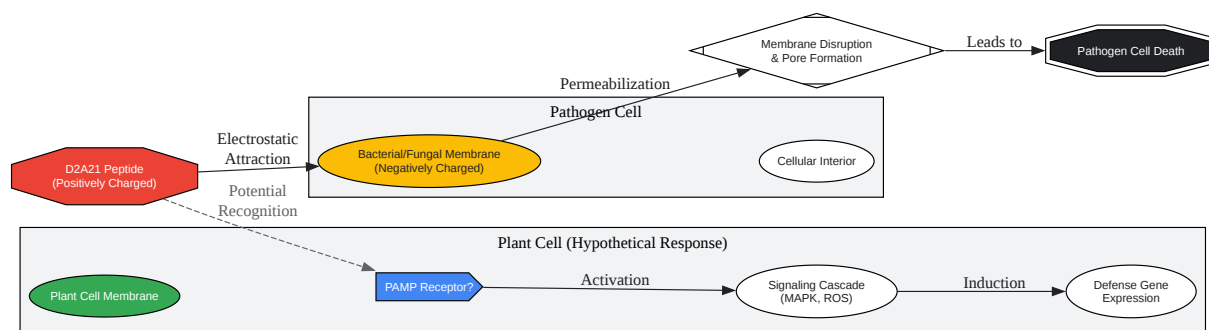 Membrane Disruption
& Pore Formation
Leads to
Pathogen Cell Death
Permeabilization
Pathogen Cell
Electrostatic
Attraction
Bacterial/Fungal Membrane
(Negatively Charged)
Cellular Interior
D2A21 Peptide
(Positively Charged)
Potential
Recognition
Plant Cell (Hypothetical Response)
Plant Cell Membrane
PAMP Receptor?
Activation
Signaling Cascade
(MAPK, ROS)
Induction
Defense Gene
Expression